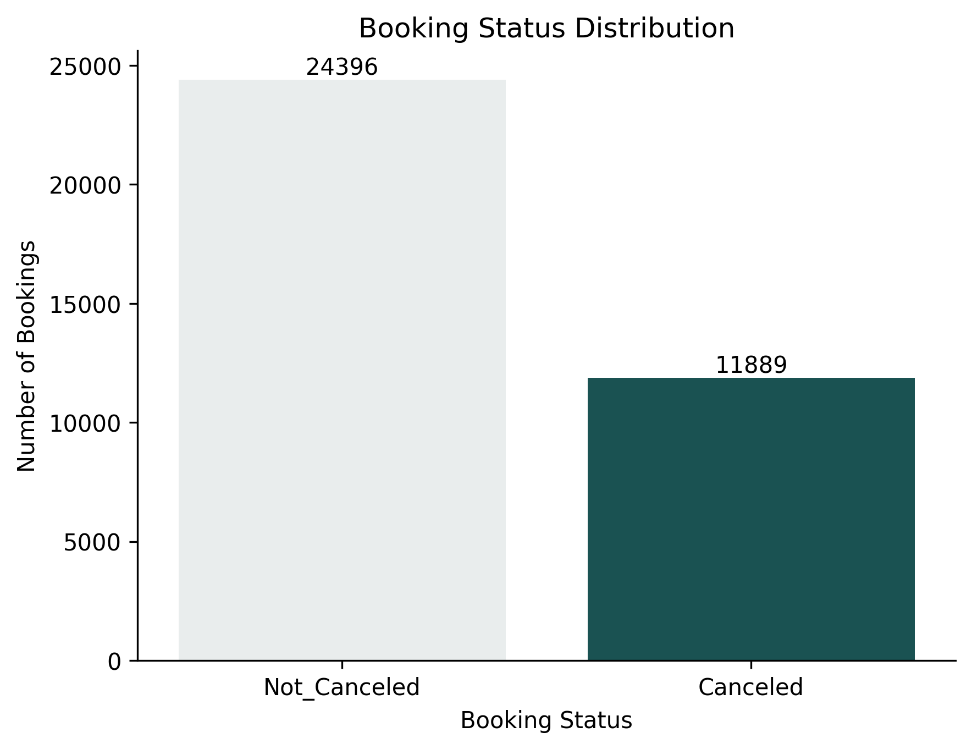 Booking Status Distribution
25000
20000
15000
10000
5000
0
Number of Bookings
24396
11889
Not_Canceled
Canceled
Booking Status